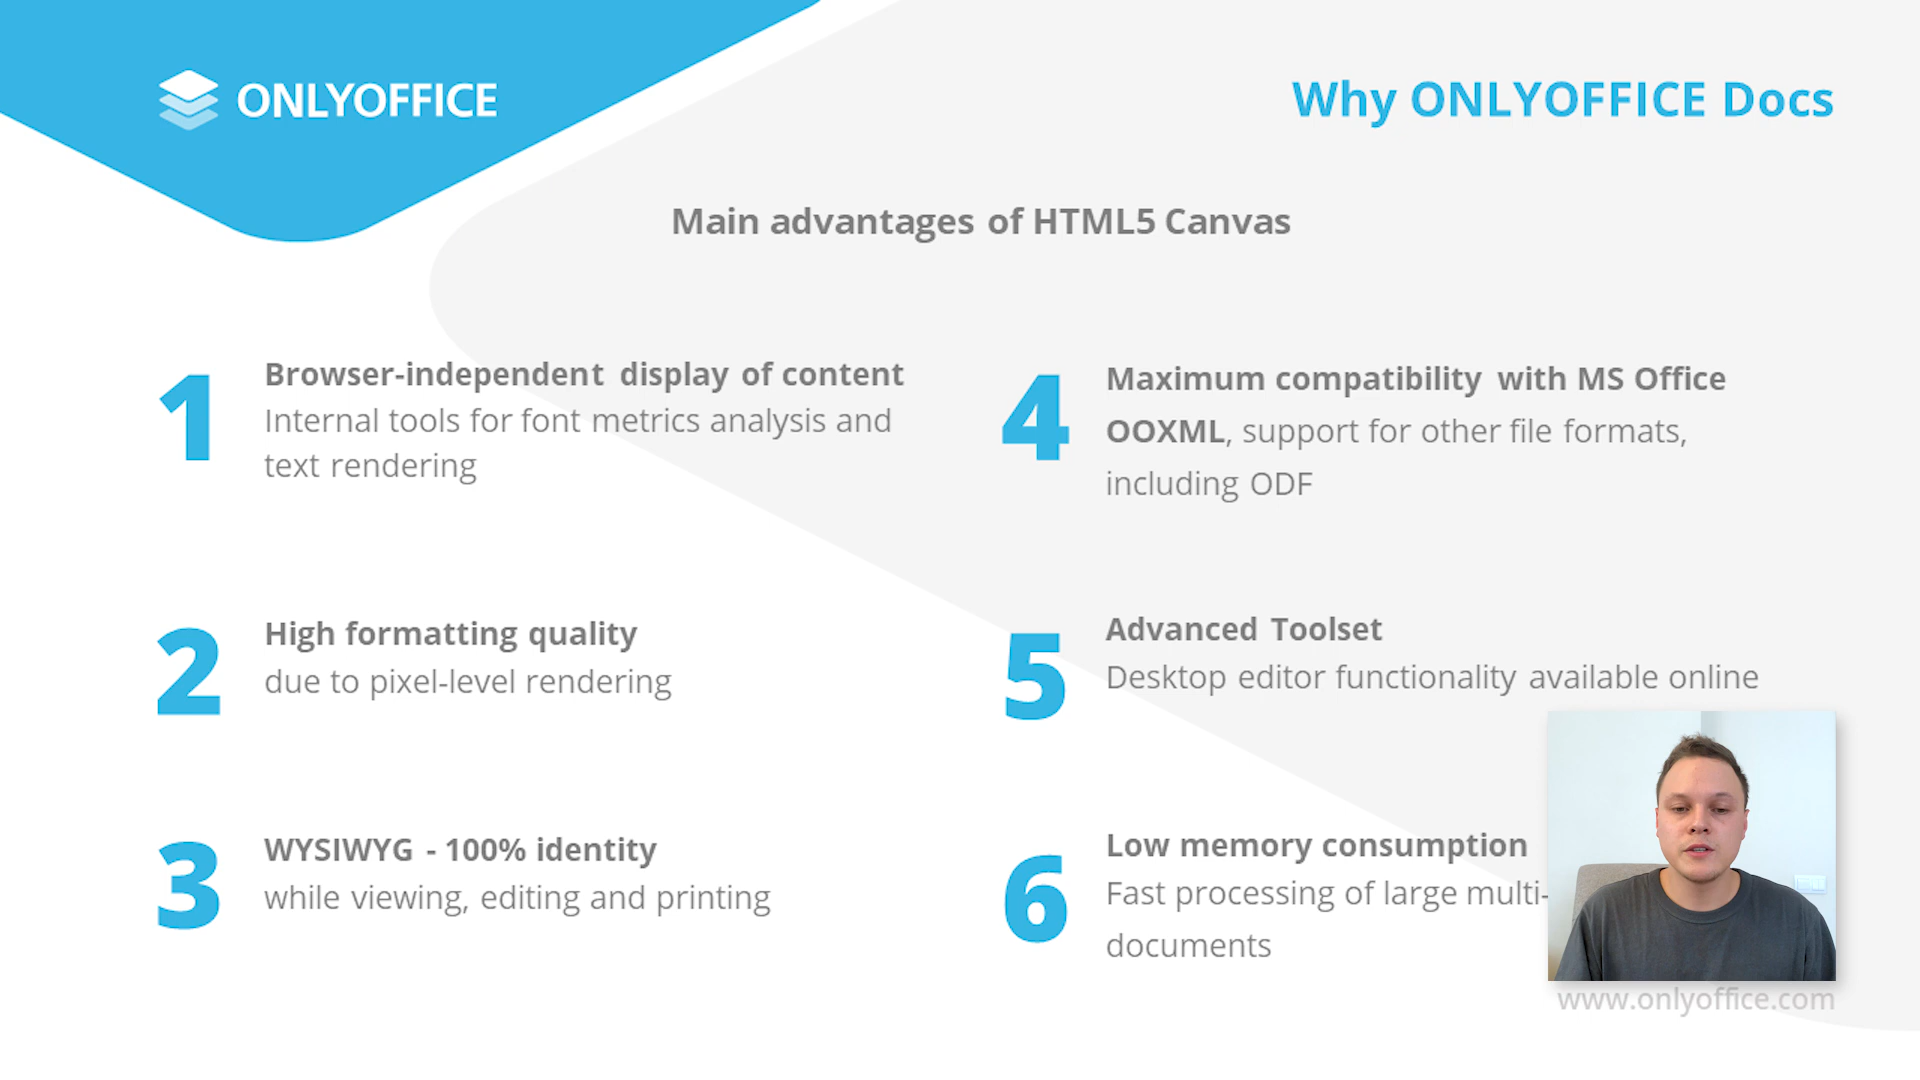 ONLYOFFICE
Why ONLYOFFICE Docs
Main advantages of HTML5 Canvas
1
Browser-independent display of content
Internal tools for font metrics analysis and
text rendering
2
High formatting quality
due to pixel-level rendering
3
WYSIWYG - 100% identity
while viewing, editing and printing
4
Maximum compatibility with MS Office
OOXML, support for other file formats,
including ODF
5
Advanced Toolset
Desktop editor functionality available online
6
Low memory consumption
Fast processing of large multi-
documents
www.onlyoffice.com